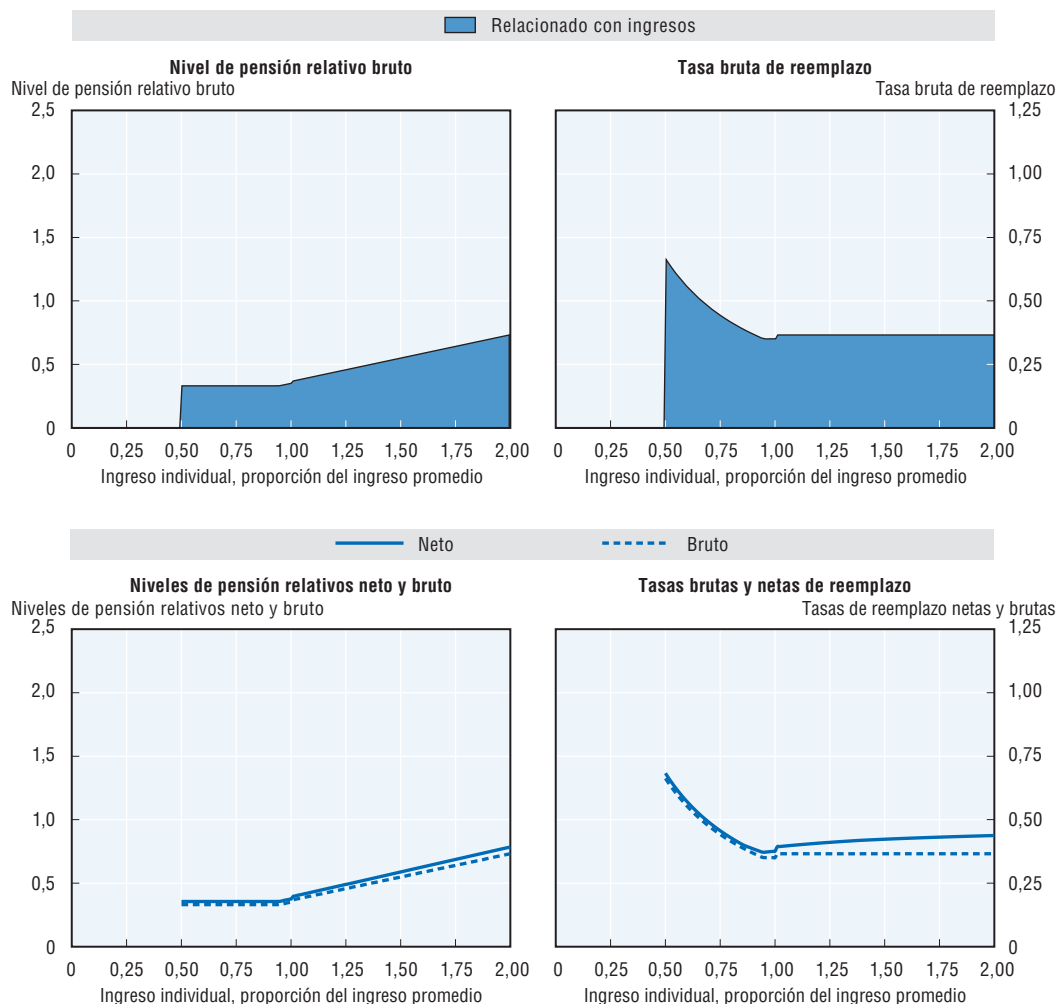 Relacionado con ingresos
Nivel de pensión relativo bruto
Nivel de pensión relativo bruto
2,5
2,0
1,5
1,0
0,5
0
0 0,25 0,50 0,75 1,00 1,25 1,50 1,75 2,00
Ingreso individual, proporción del ingreso promedio
Tasa bruta de reemplazo
Tasa bruta de reemplazo
1,25
1,00
0,75
0,50
0,25
0
0 0,25 0,50 0,75 1,00 1,25 1,50 1,75 2,00
Ingreso individual, proporción del ingreso promedio
Neto Bruto
Niveles de pensión relativos neto y bruto
Niveles de pensión relativos neto y bruto
2,5
2,0
1,5
1,0
0,5
0
0 0,25 0,50 0,75 1,00 1,25 1,50 1,75 2,00
Ingreso individual, proporción del ingreso promedio
Tasas brutas y netas de reemplazo
Tasas de reemplazo netas y brutas
1,25
1,00
0,75
0,50
0,25
0
0 0,25 0,50 0,75 1,00 1,25 1,50 1,75 2,00
Ingreso individual, proporción del ingreso promedio